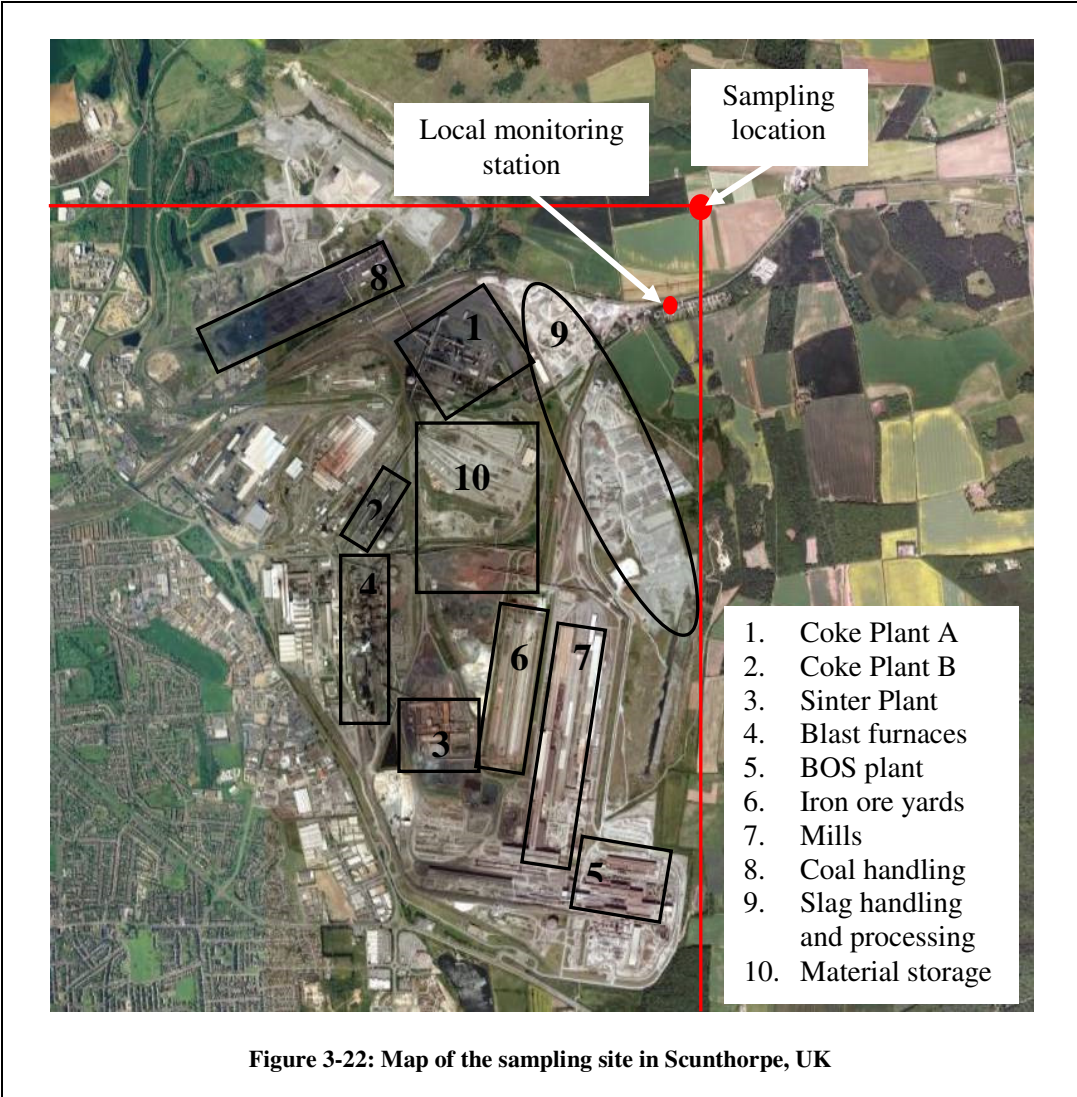 Local monitoring
station
Sampling
location
8
1
9
10
2
4
6
7
3
5
1. Coke Plant A
2. Coke Plant B
3. Sinter Plant
4. Blast furnaces
5. BOS plant
6. Iron ore yards
7. Mills
8. Coal handling
9. Slag handling
and processing
10. Material storage
Figure 3-22: Map of the sampling site in Scunthorpe, UK